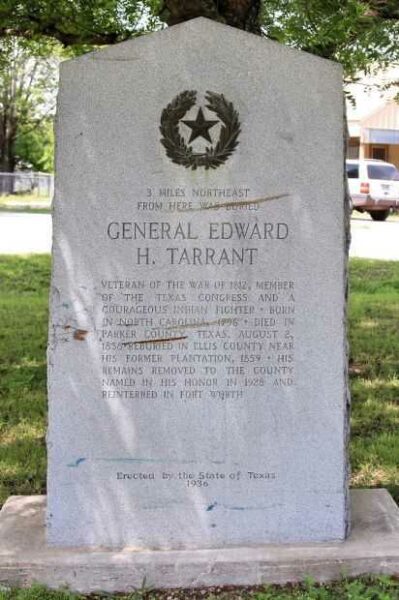 3 MILES NORTHEAST
FROM HERE WAS BURIED
GENERAL EDWARD
H. TARRANT
VETERAN OF THE WAR OF 1812, MEMBER
OF THE TEXAS CONGRESS AND A
COURAGEOUS INDIAN FIGHTER • BORN
IN NORTH CAROLINA, 1796 • DIED IN
PARKER COUNTY, TEXAS, AUGUST 2,
1858 • REBURIED IN ELLIS COUNTY NEAR
HIS FORMER PLANTATION, 1859 • HIS
REMAINS REMOVED TO THE COUNTY
NAMED IN HIS HONOR IN 1928 AND
REINTERRED IN FORT WORTH
Erected by the State of Texas
1936